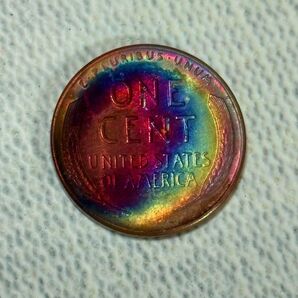 E·PLURIBUS·UNUM
ONE
CENT
UNITED STATES
OF AMERICA